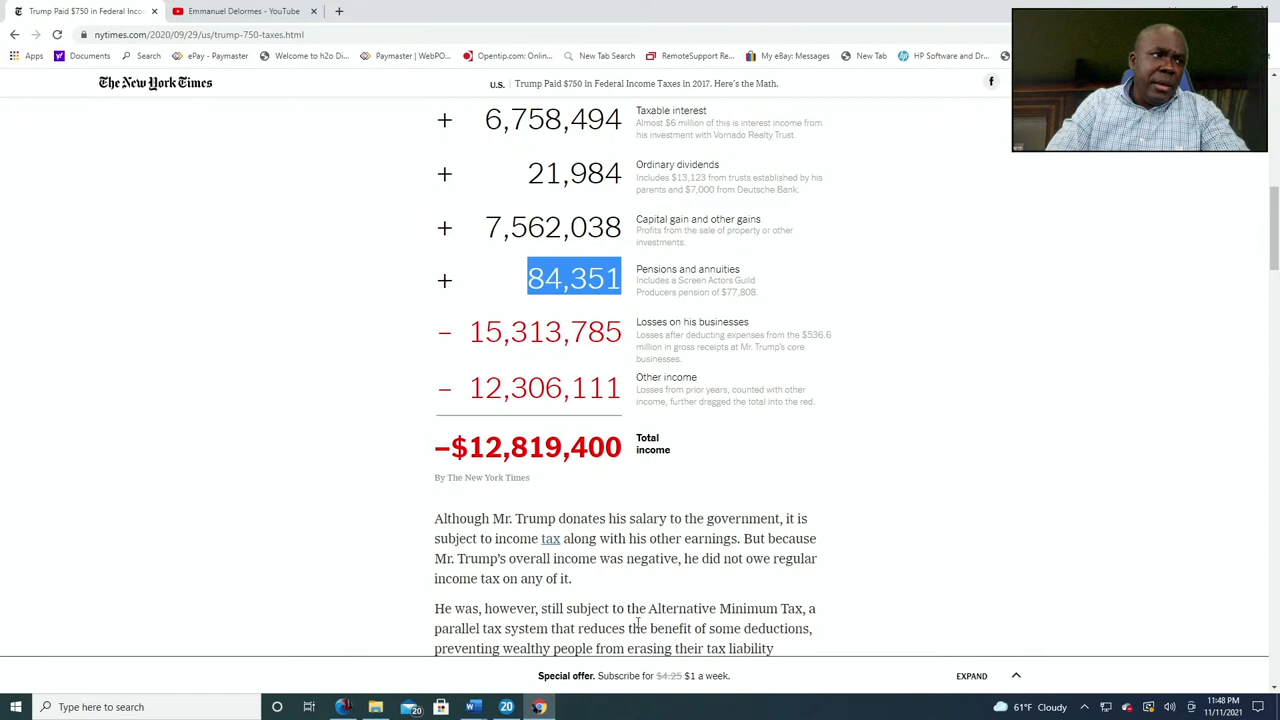 Trump Paid $750 in Federal Inco
Emmanuel Delormes - YouTube
nytimes.com/2020/09/29/us/trump-750-taxes.html
Apps Documents Search ePay - Paymaster Welcome to h2o Di... Paymaster | WebPO... Opentip.com: Onlin... New Tab Search RemoteSupport Re... My eBay: Messages New Tab HP Software and Dr...
The New York Times U.S. Trump Paid $750 in Federal Income Taxes in 2017. Here's the Math.
+ 6,758,494
Taxable interest
Almost $6 million of this is interest income from
his investment with Vornado Realty Trust.
+ 21,984
Ordinary dividends
Includes $13,123 from trusts established by his
parents and $7,000 from Deutsche Bank.
+ 7,562,038
Capital gain and other gains
Profits from the sale of property or other
investments.
+ 84,351
Pensions and annuities
Includes a Screen Actors Guild
Producers pension of $77,808.
– 15,313,785
Losses on his businesses
Losses after deducting expenses from the $536.6
million in gross receipts at Mr. Trump's core
businesses.
– 12,306,111
Other income
Losses from prior years, counted with other
income, further dragged the total into the red.
–$12,819,400
Total
income
By The New York Times
Although Mr. Trump donates his salary to the government, it is
subject to income tax along with his other earnings. But because
Mr. Trump's overall income was negative, he did not owe regular
income tax on any of it.
He was, however, still subject to the Alternative Minimum Tax, a
parallel tax system that reduces the benefit of some deductions,
preventing wealthy people from erasing their tax liability
Special offer. Subscribe for $4.25 $1 a week.
EXPAND
Type here to search
20
20
61°F Cloudy
11:48 PM
11/11/2021